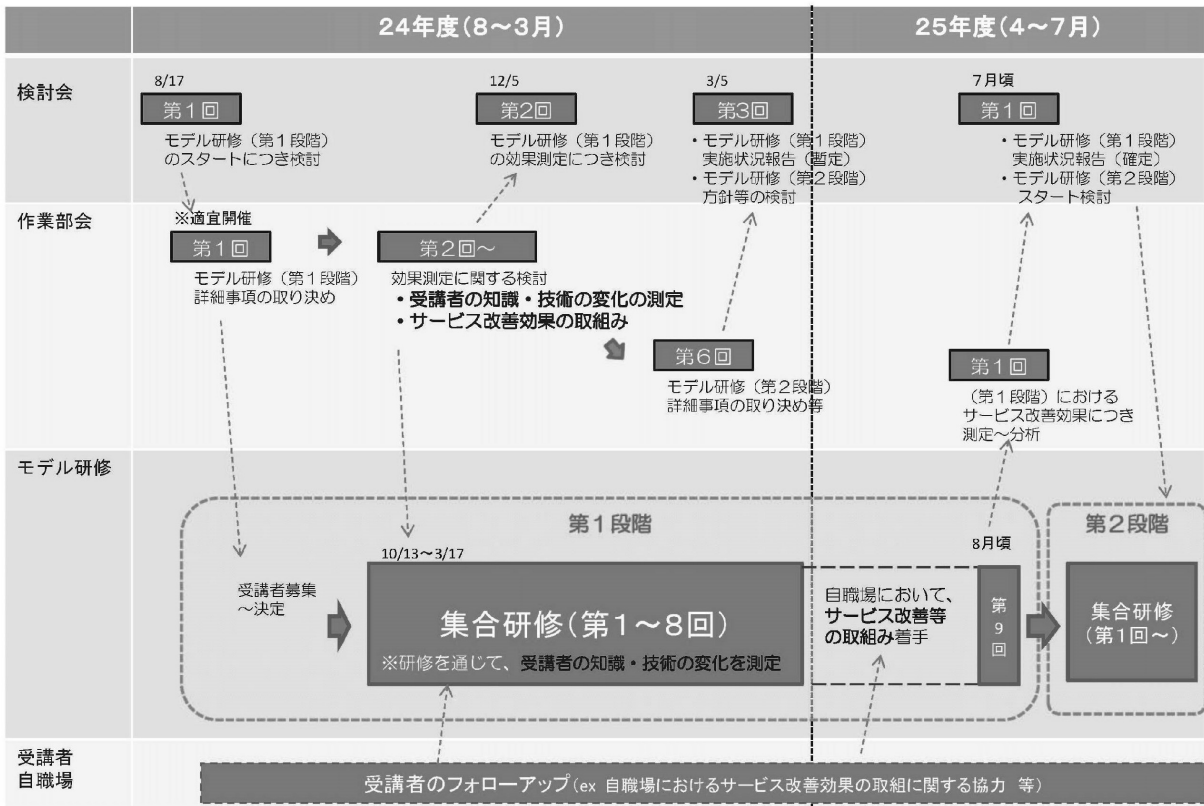 24年度(8～3月)
25年度(4～7月)
検討会
8/17
第1回
モデル研修（第1段階）
のスタートにつき検討
12/5
第2回
モデル研修（第1段階）
の効果測定につき検討
3/5
第3回
・モデル研修（第1段階）
実施状況報告（暫定）
・モデル研修（第2段階）
方針等の検討
7月頃
第1回
・モデル研修（第1段階）
実施状況報告（確定）
・モデル研修（第2段階）
スタート検討
作業部会
※適宜開催
第1回
モデル研修（第1段階）
詳細事項の取り決め
第2回～
効果測定に関する検討
・受講者の知識・技術の変化の測定
・サービス改善効果の取組み
第6回
モデル研修（第2段階）
詳細事項の取り決め等
第1回
（第1段階）における
サービス改善効果につき
測定～分析
モデル研修
第1段階
受講者募集
～決定
10/13～3/17
集合研修(第1～8回)
※研修を通じて、受講者の知識・技術の変化を測定
自職場において、
サービス改善等
の取組み着手
8月頃
第
9
回
第2段階
集合研修
(第1回～)
受講者
自職場
受講者のフォローアップ(ex 自職場におけるサービス改善効果の取組に関する協力 等)